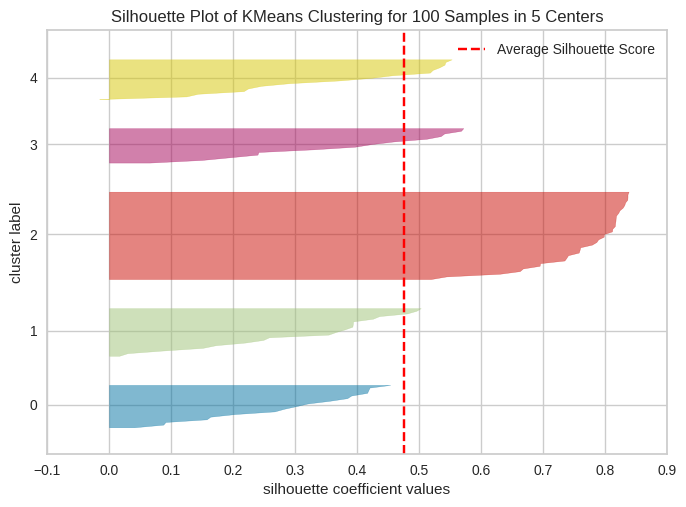 Silhouette Plot of KMeans Clustering for 100 Samples in 5 Centers
Average Silhouette Score
4
3
2
1
0
cluster label
−0.1 0.0 0.1 0.2 0.3 0.4 0.5 0.6 0.7 0.8 0.9
silhouette coefficient values